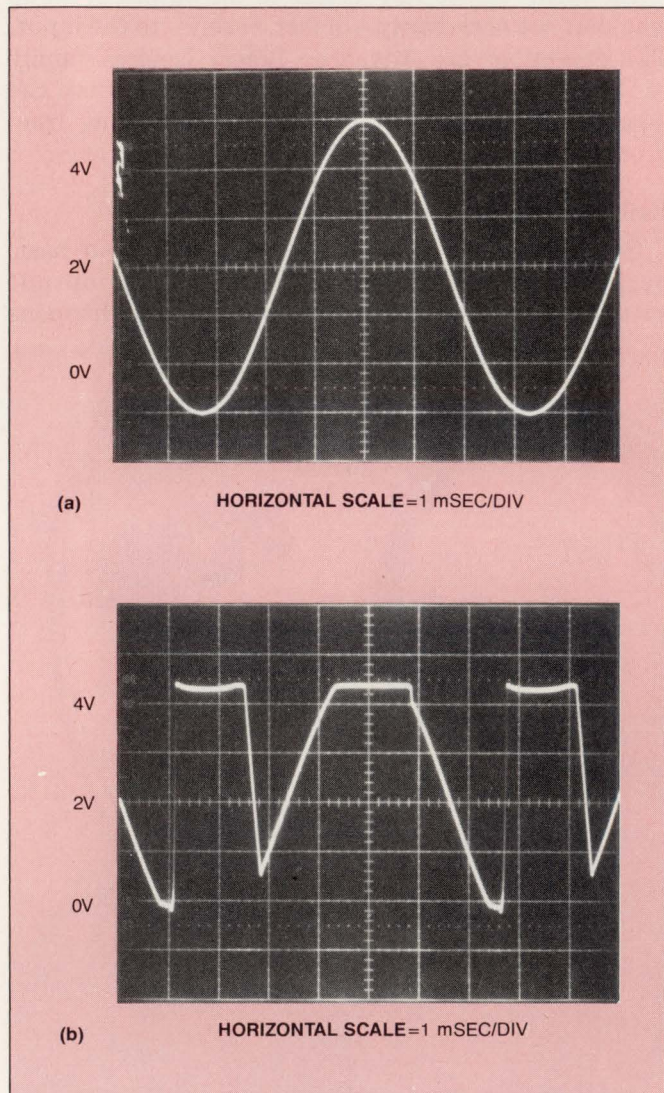 4V
2V
0V
(a) HORIZONTAL SCALE=1 mSEC/DIV
4V
2V
0V
(b) HORIZONTAL SCALE=1 mSEC/DIV